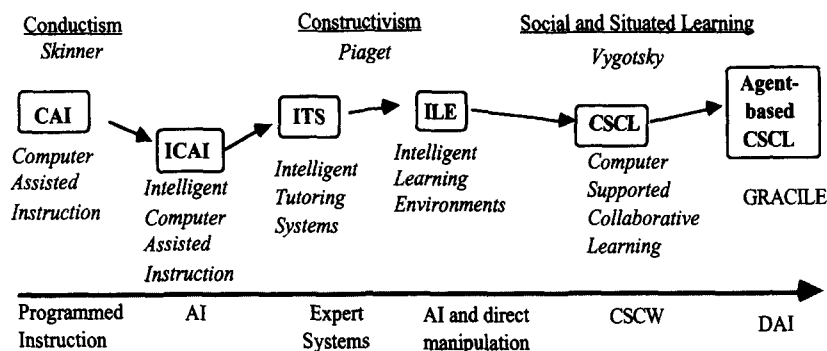 Conductism
Skinner
Constructivism
Piaget
Social and Situated Learning
Vygotsky
CAI
Computer
Assisted
Instruction
ICAI
Intelligent
Computer
Assisted
Instruction
ITS
Intelligent
Tutoring
Systems
ILE
Intelligent
Learning
Environments
CSCL
Computer
Supported
Collaborative
Learning
Agent-
based
CSCL
GRACILE
Programmed
Instruction
AI
Expert
Systems
AI and direct
manipulation
CSCW
DAI